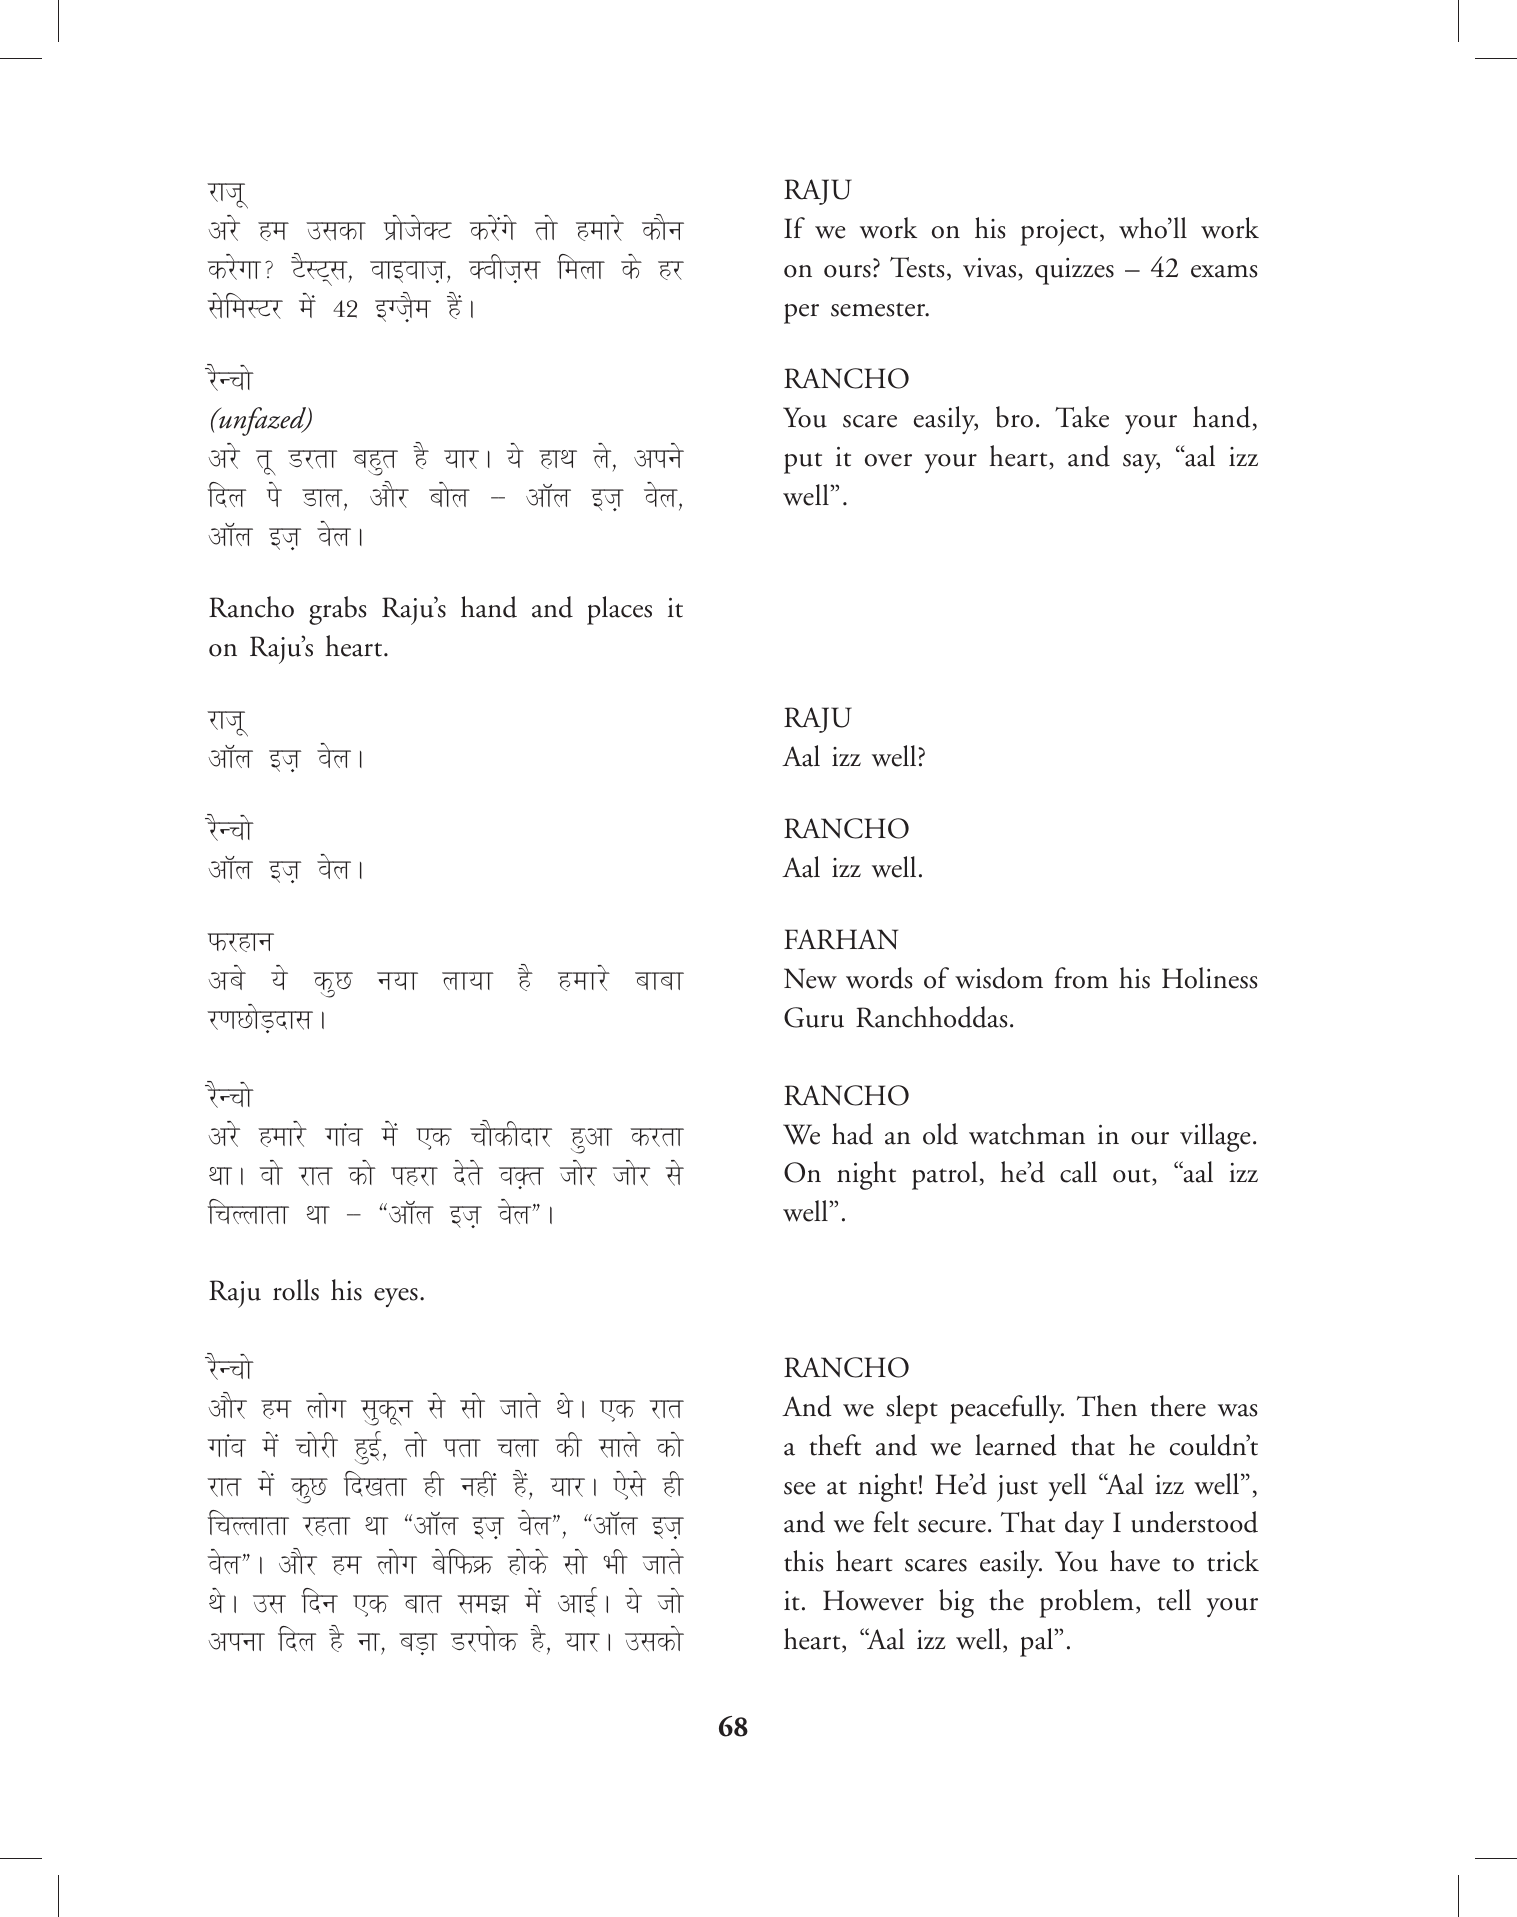 राजू
अरे हम उसका प्रोजेक्ट करेंगे तो हमारे कौन
करेगा? टैस्ट्स, वाइवाज़, क्वीज़स मिला के हर
सेमिस्टर में 42 इग्ज़ैम हैं।
रैन्चो
(unfazed)
अरे तू डरता बहुत है यार। ये हाथ ले, अपने
दिल पे डाल, और बोल – ऑल इज़ वेल,
ऑल इज़ वेल।
Rancho grabs Raju’s hand and places it
on Raju’s heart.
राजू
ऑल इज़ वेल।
रैन्चो
ऑल इज़ वेल।
फरहान
अबे ये कुछ नया लाया है हमारे बाबा
रणछोड़दास।
रैन्चो
अरे हमारे गांव में एक चौकीदार हुआ करता
था। वो रात को पहरा देते वक़्त जोर जोर से
चिल्लाता था – “ऑल इज़ वेल”।
Raju rolls his eyes.
रैन्चो
और हम लोग सुकून से सो जाते थे। एक रात
गांव में चोरी हुई, तो पता चला की साले को
रात में कुछ दिखता ही नहीं हैं, यार। ऐसे ही
चिल्लाता रहता था “ऑल इज़ वेल”, “ऑल इज़
वेल”। और हम लोग बेफिक्र होके सो भी जाते
थे। उस दिन एक बात समझ में आई। ये जो
अपना दिल है ना, बड़ा डरपोक है, यार। उसको
RAJU
If we work on his project, who’ll work
on ours? Tests, vivas, quizzes – 42 exams
per semester.
RANCHO
You scare easily, bro. Take your hand,
put it over your heart, and say, “aal izz
well”.
RAJU
Aal izz well?
RANCHO
Aal izz well.
FARHAN
New words of wisdom from his Holiness
Guru Ranchhoddas.
RANCHO
We had an old watchman in our village.
On night patrol, he’d call out, “aal izz
well”.
RANCHO
And we slept peacefully. Then there was
a theft and we learned that he couldn’t
see at night! He’d just yell “Aal izz well”,
and we felt secure. That day I understood
this heart scares easily. You have to trick
it. However big the problem, tell your
heart, “Aal izz well, pal”.
68